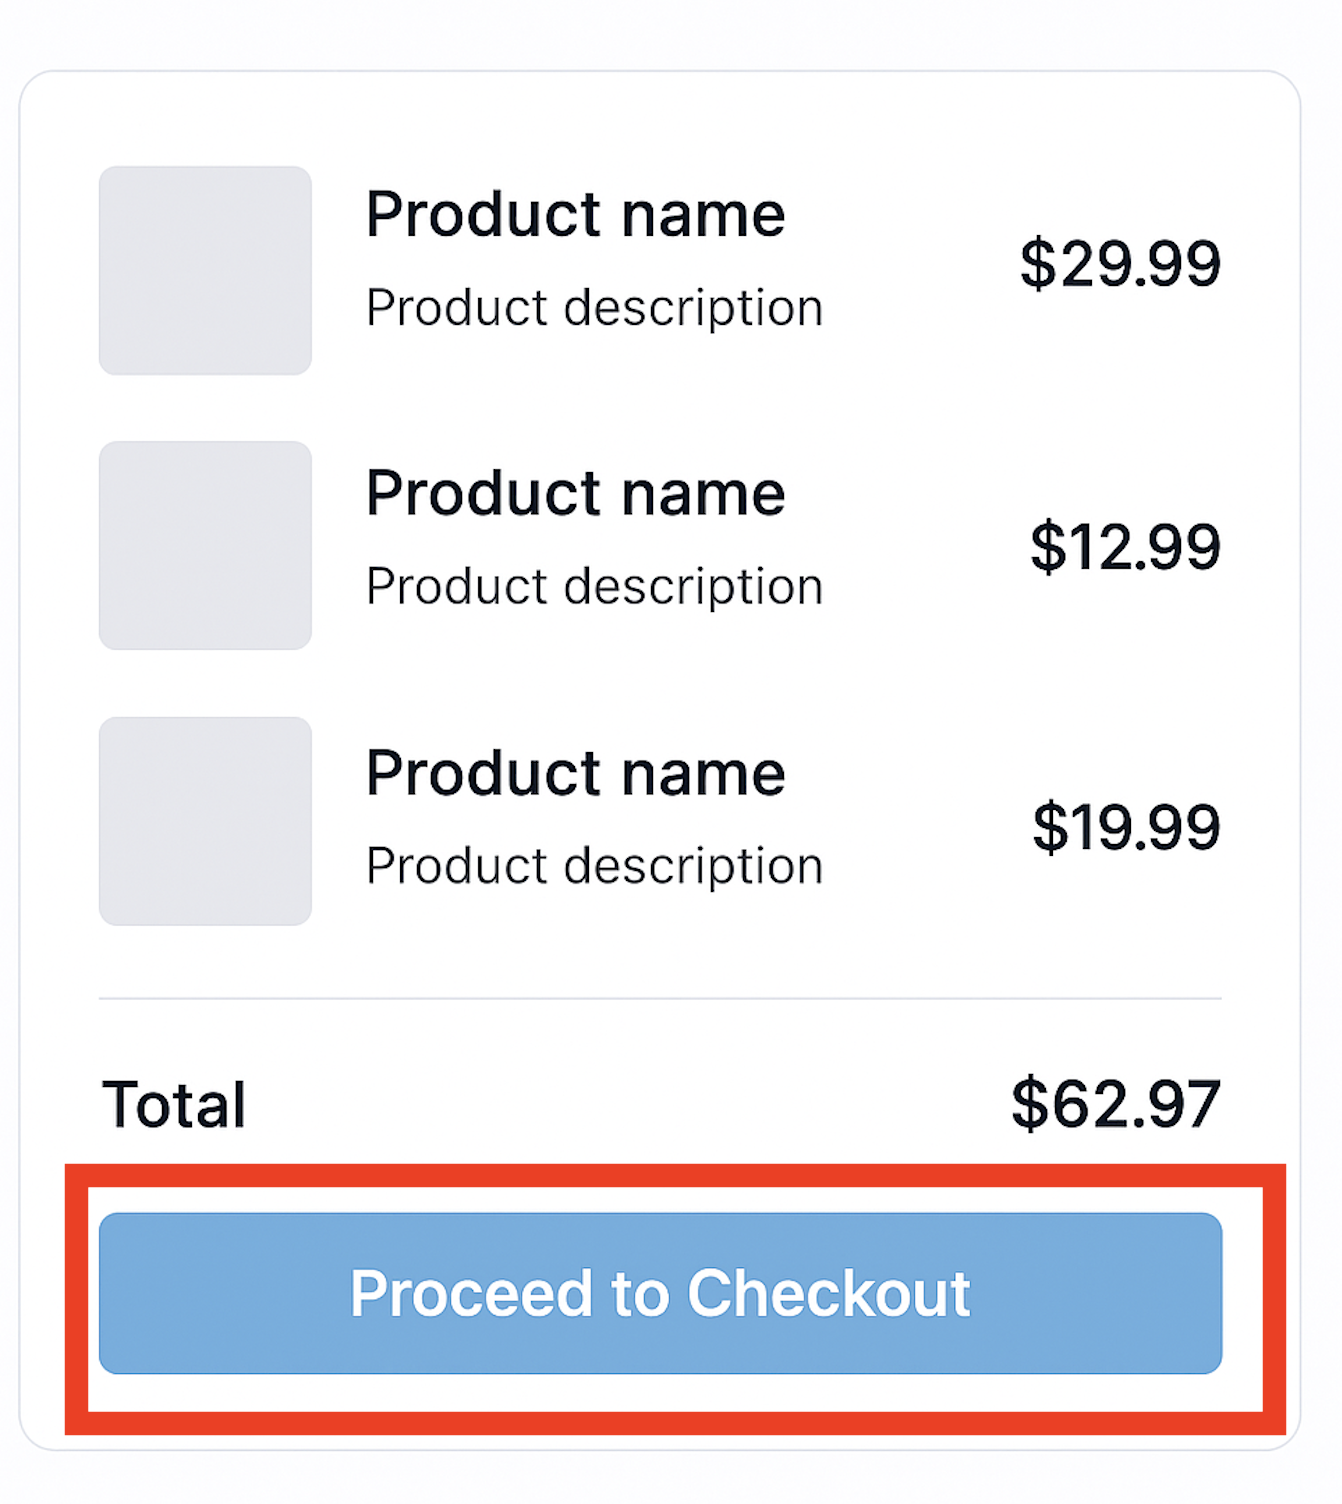 Product name
Product description
$29.99
Product name
Product description
$12.99
Product name
Product description
$19.99
Total
$62.97
Proceed to Checkout